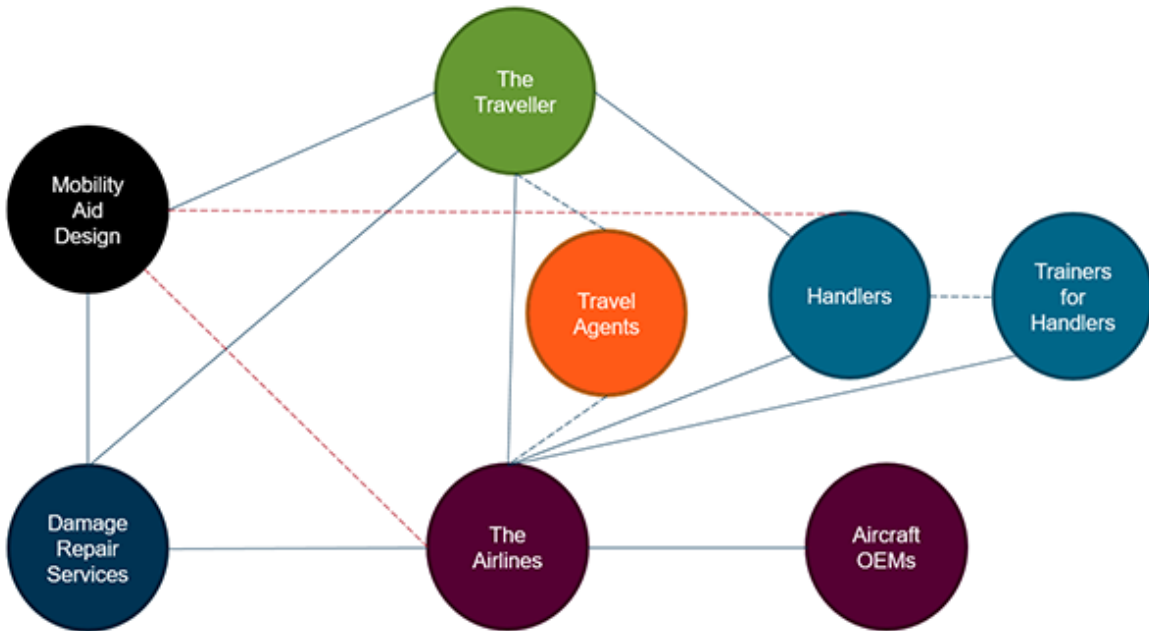 The
Traveller
Mobility
Aid
Design
Travel
Agents
Handlers
Trainers
for
Handlers
Damage
Repair
Services
The
Airlines
Aircraft
OEMs